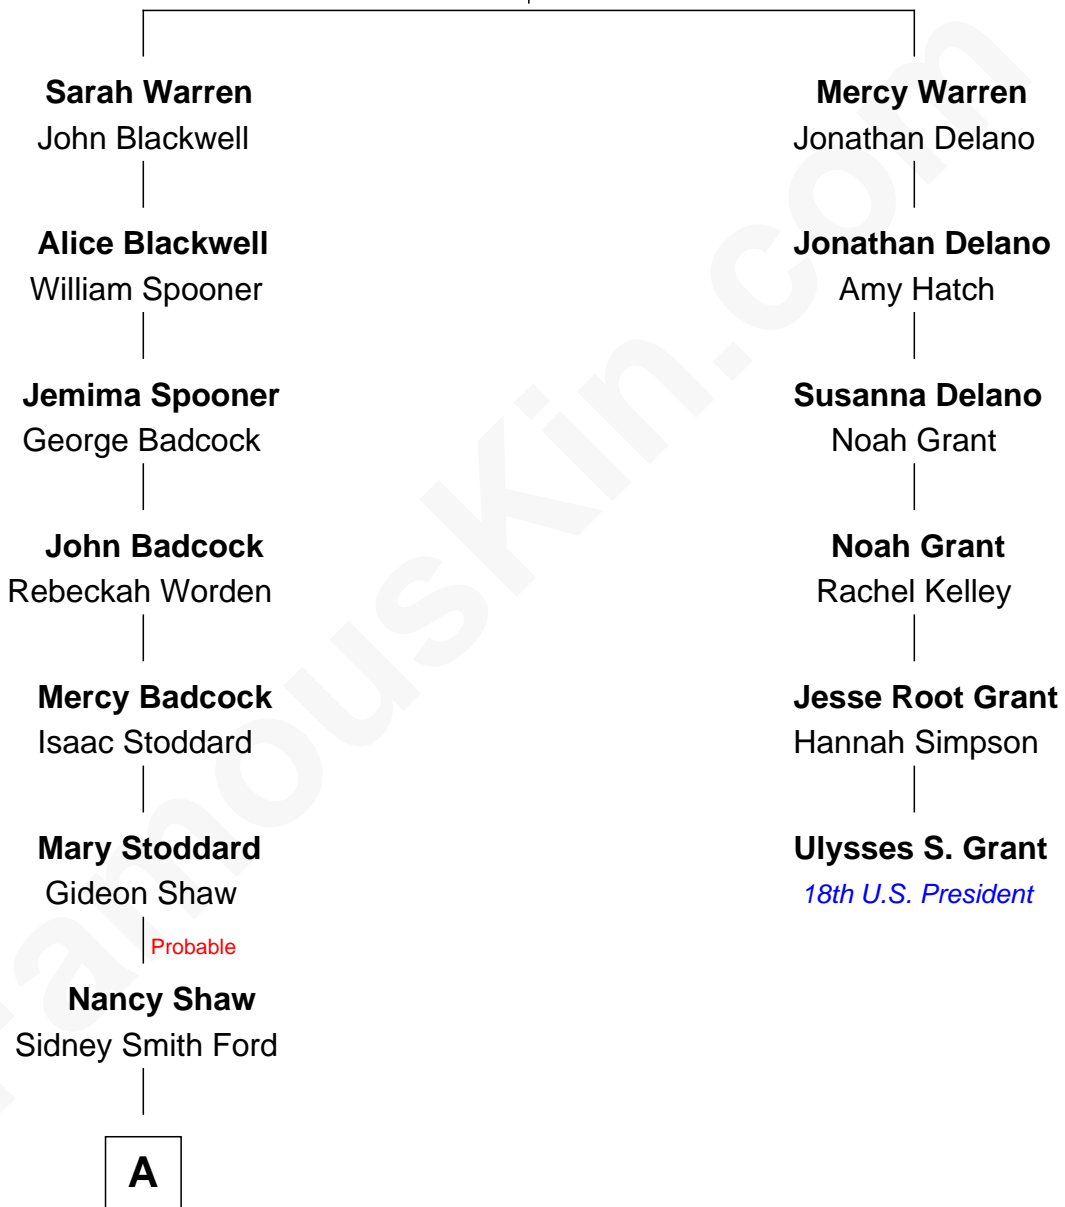 Sarah Warren
John Blackwell
Mercy Warren
Jonathan Delano
Alice Blackwell
William Spooner
Jonathan Delano
Amy Hatch
Jemima Spooner
George Badcock
Susanna Delano
Noah Grant
John Badcock
Rebeckah Worden
Noah Grant
Rachel Kelley
Mercy Badcock
Isaac Stoddard
Jesse Root Grant
Hannah Simpson
Mary Stoddard
Gideon Shaw
Ulysses S. Grant
18th U.S. President
Probable
Nancy Shaw
Sidney Smith Ford
A
FamousKin.com